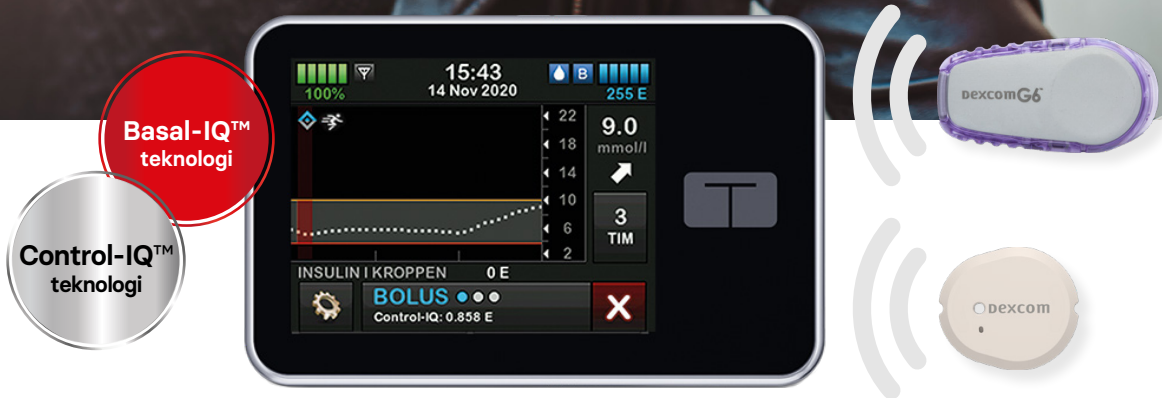 Basal-IQ™
teknologi
Control-IQ™
teknologi
15:43
14 Nov 2020
100%
B
255 E
22
18
14
10
6
2
9.0
mmol/l
3
TIM
INSULIN I KROPPEN 0 E
BOLUS
Control-IQ: 0.858 E
X
T
Dexcom G6
Dexcom